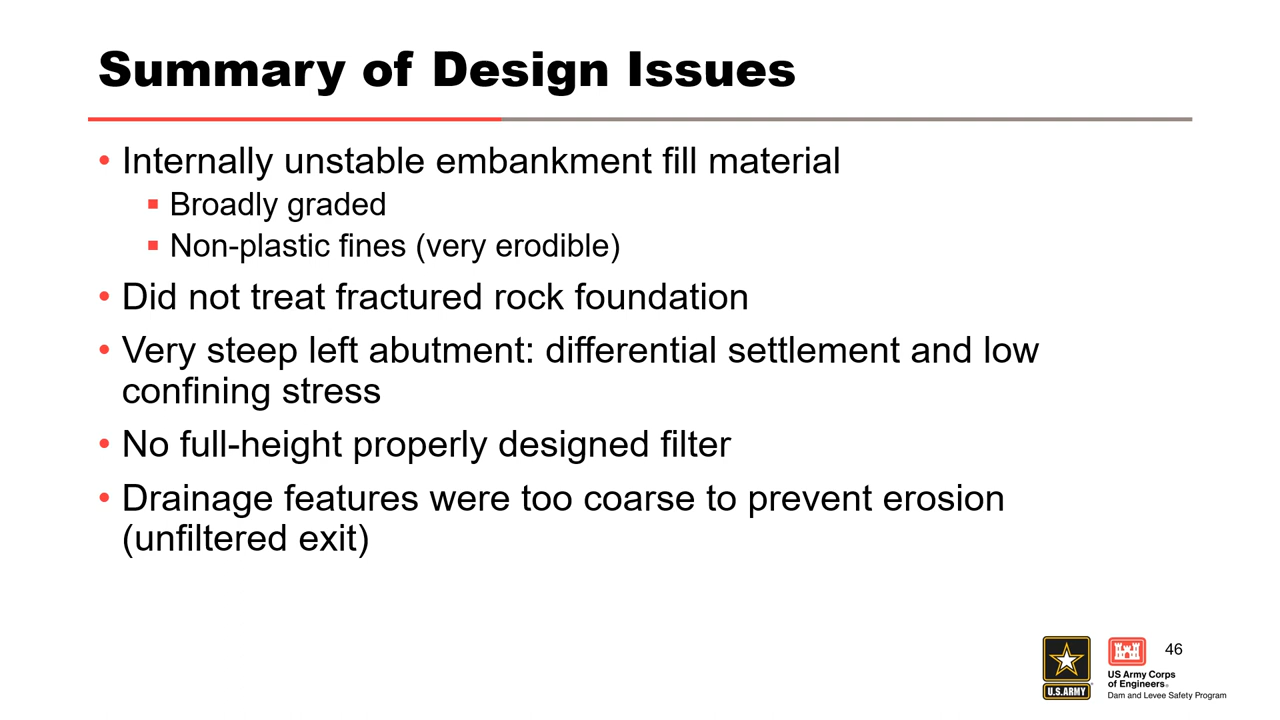 Summary of Design Issues
• Internally unstable embankment fill material
▪ Broadly graded
▪ Non-plastic fines (very erodible)
• Did not treat fractured rock foundation
• Very steep left abutment: differential settlement and low
confining stress
• No full-height properly designed filter
• Drainage features were too coarse to prevent erosion
(unfiltered exit)
46
U.S.ARMY
US Army Corps
of Engineers®
Dam and Levee Safety Program